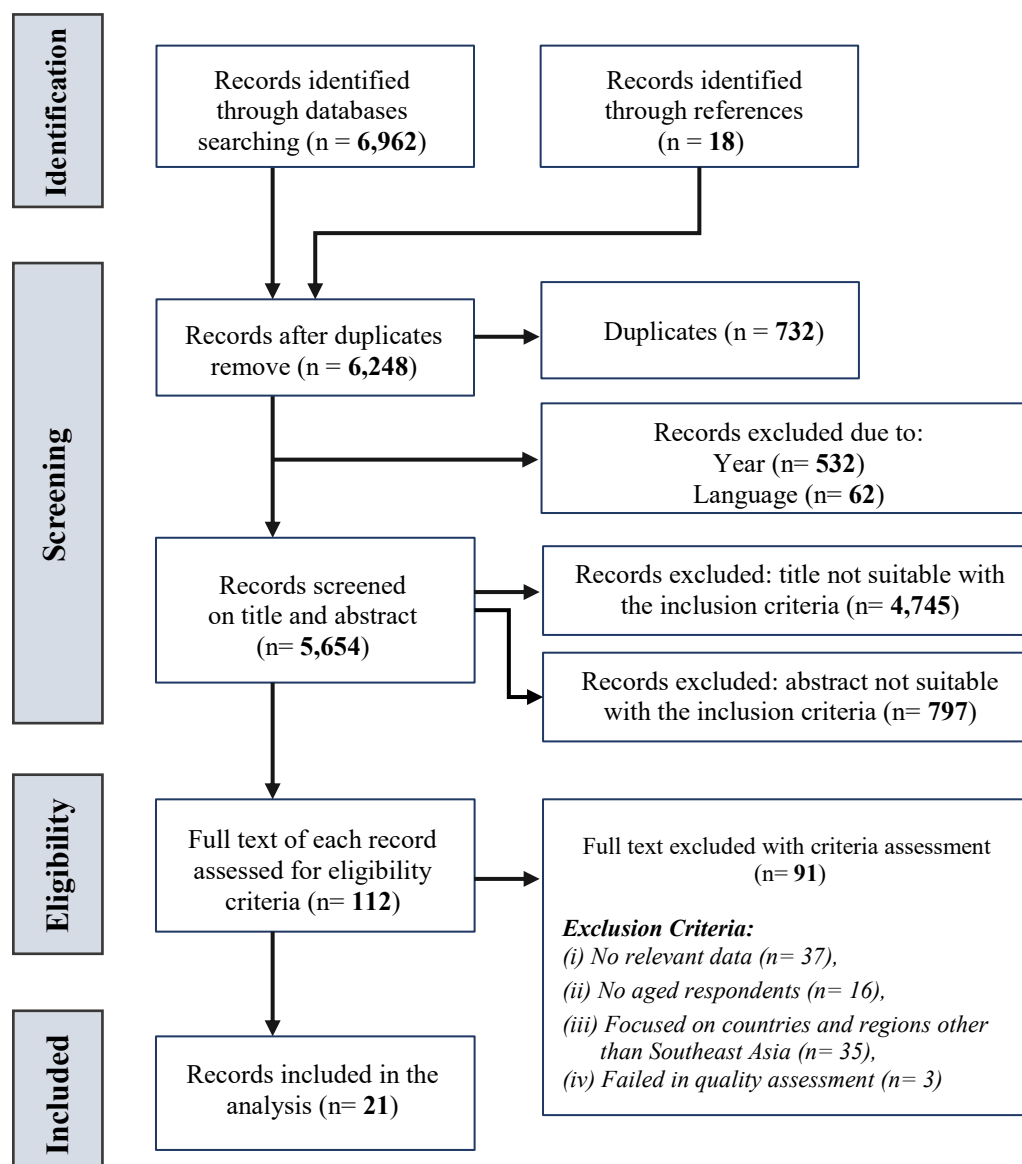 Identification
Records identified
through databases
searching (n = 6,962)
Records identified
through references
(n = 18)
Screening
Records after duplicates
remove (n = 6,248)
Duplicates (n = 732)
Records excluded due to:
Year (n= 532)
Language (n= 62)
Records screened
on title and abstract
(n= 5,654)
Records excluded: title not suitable with
the inclusion criteria (n= 4,745)
Records excluded: abstract not suitable
with the inclusion criteria (n= 797)
Eligibility
Full text of each record
assessed for eligibility
criteria (n= 112)
Full text excluded with criteria assessment
(n= 91)
Exclusion Criteria:
(i) No relevant data (n= 37),
(ii) No aged respondents (n= 16),
(iii) Focused on countries and regions other
than Southeast Asia (n= 35),
(iv) Failed in quality assessment (n= 3)
Included
Records included in the
analysis (n= 21)